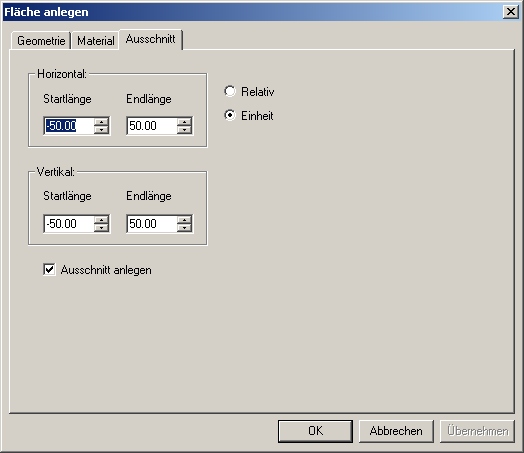 Fläche anlegen
Geometrie Material Ausschnitt
Horizontal:
Startlänge Endlänge
-50.00 50.00
Relativ
Einheit
Vertikal:
Startlänge Endlänge
-50.00 50.00
Ausschnitt anlegen
OK Abbrechen Übernehmen